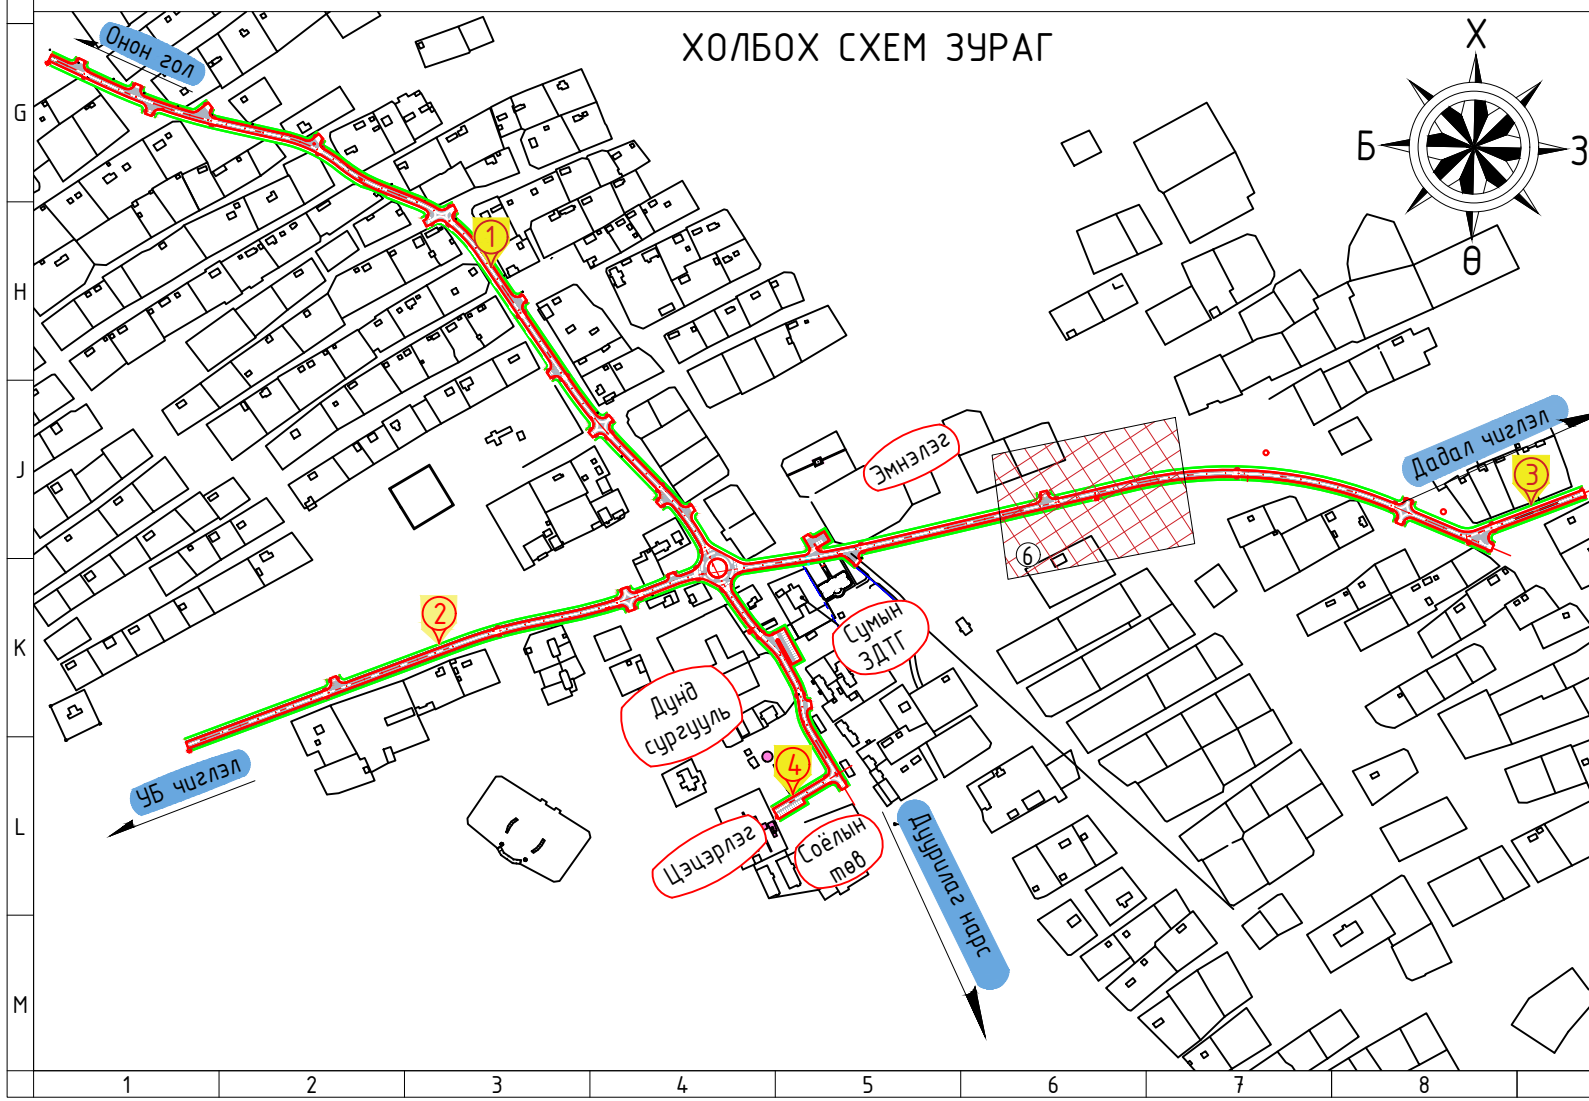 ХОЛБОХ СХЕМ ЗУРАГ
Х
Б
З
Ө
Онон гол
G
1
H
Дадал чиглэл
3
Эмнэлэг
J
6
2
Сумын
ЗДТГ
K
Дунд
сургууль
4
УБ чиглэл
Цэцэрлэг
Соёлын
төв
Дуурилаг нарс
L
M
1
2
3
4
5
6
7
8